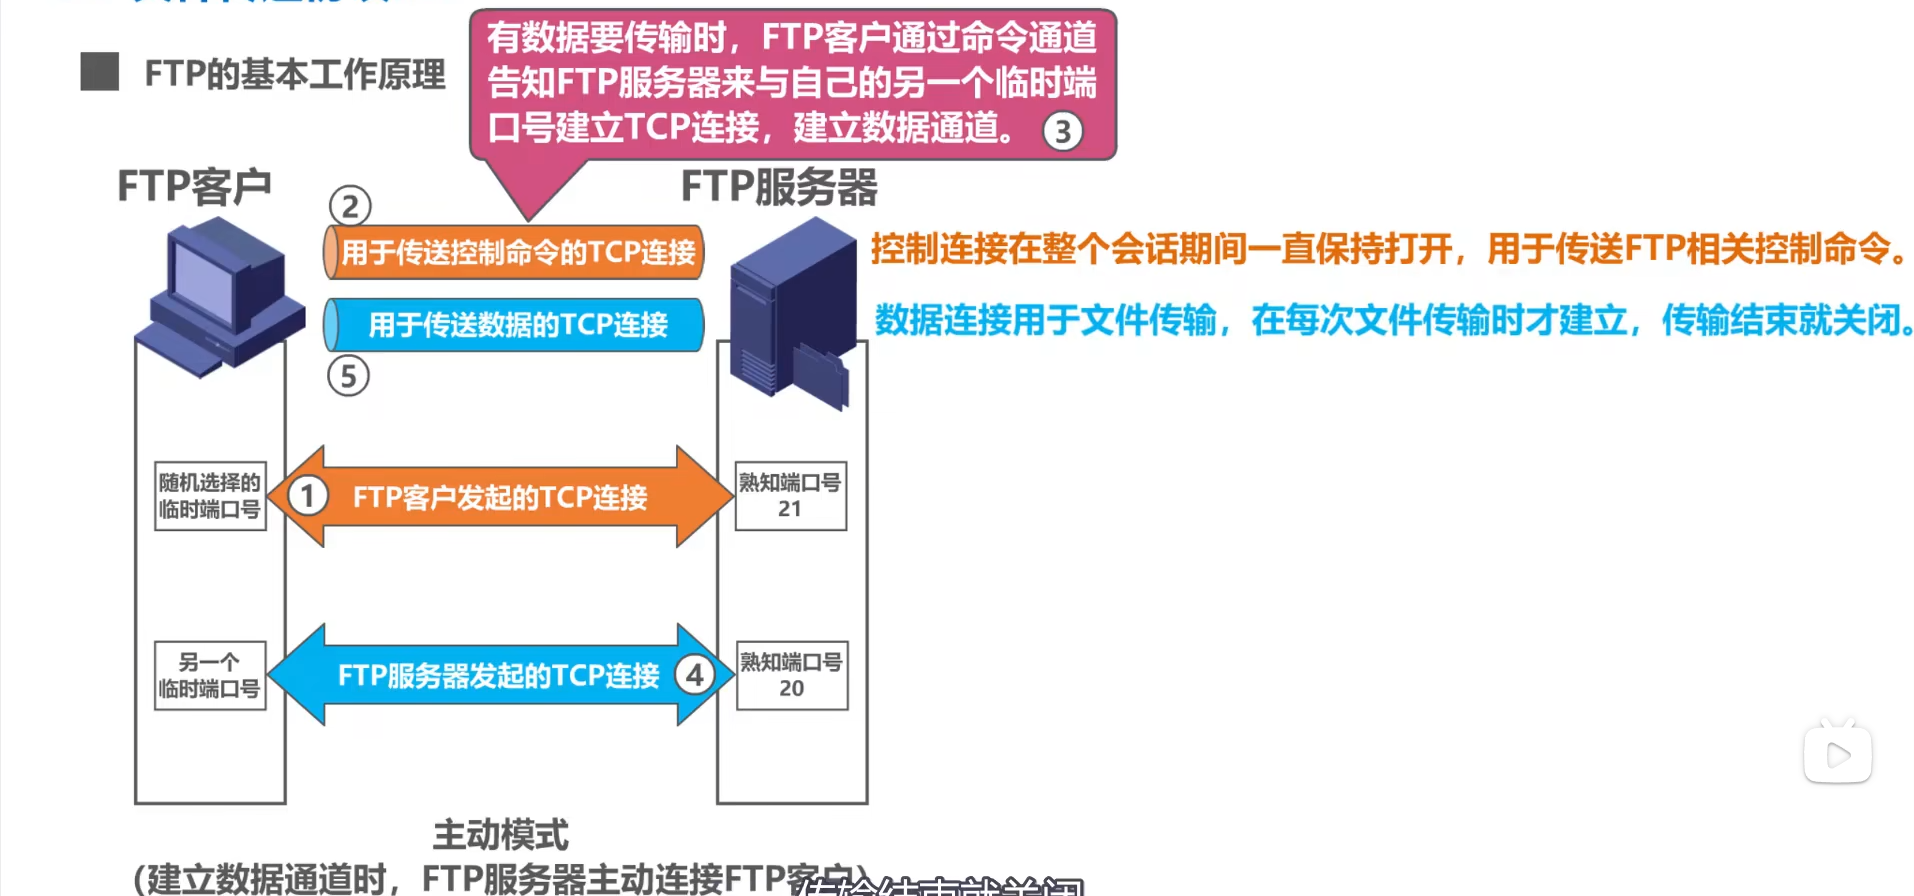 FTP的基本工作原理
有数据要传输时，FTP客户通过命令通道
告知FTP服务器来与自己的另一个临时端
口号建立TCP连接，建立数据通道。 ③
FTP客户
FTP服务器
②
用于传送控制命令的TCP连接
控制连接在整个会话期间一直保持打开，用于传送FTP相关控制命令。
用于传送数据的TCP连接
数据连接用于文件传输，在每次文件传输时才建立，传输结束就关闭。
⑤
随机选择的
临时端口号
① FTP客户发起的TCP连接
熟知端口号
21
另一个
临时端口号
FTP服务器发起的TCP连接 ④
熟知端口号
20
主动模式
（建立数据通道时，FTP服务器主动连接FTP客户）
传输结束就关闭